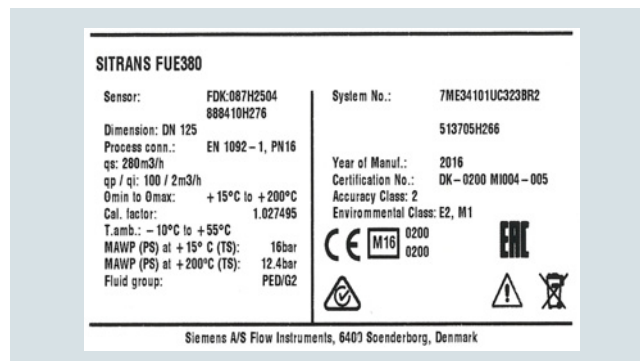 SITRANS FUE380
Sensor: FDK:087H2504
888410H276
Dimension: DN 125
Process conn.: EN 1092–1, PN16
qs: 280m3/h
qp / qi: 100 / 2m3/h
Θmin to Θmax: +15°C to +200°C
Cal. factor: 1.027495
T.amb.: –10°C to +55°C
MAWP (PS) at +15° C (TS): 16bar
MAWP (PS) at +200°C (TS): 12.4bar
Fluid group: PED/G2
System No.: 7ME34101UC323BR2
513705H266
Year of Manuf.: 2016
Certification No.: DK–0200 MI004–005
Accuracy Class: 2
Environmental Class: E2, M1
CE M16 0200
0200
EAC
Siemens A/S Flow Instruments, 6400 Soenderborg, Denmark